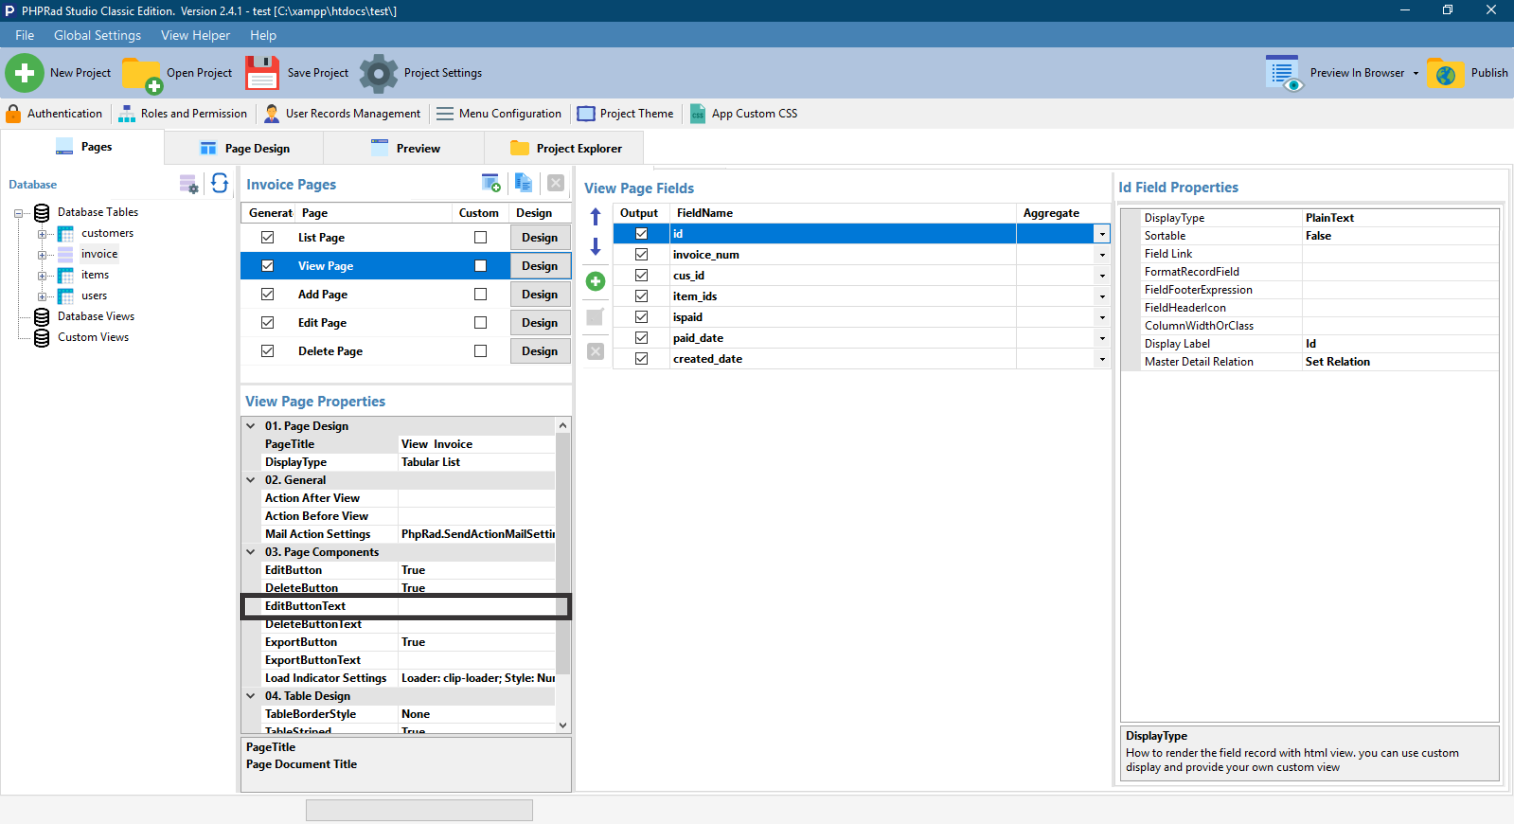 PHPRad Studio Classic Edition.  Version 2.4.1 - test [C:\xampp\htdocs\test\]
File Global Settings View Helper Help
New Project Open Project Save Project Project Settings Preview In Browser Publish
Authentication Roles and Permission User Records Management Menu Configuration Project Theme App Custom CSS
Pages Page Design Preview Project Explorer
Database
Database Tables
customers
invoice
items
users
Database Views
Custom Views
Invoice Pages
Generat Page Custom Design
List Page Design
View Page Design
Add Page Design
Edit Page Design
Delete Page Design
View Page Properties
01. Page Design
PageTitle View  Invoice
DisplayType Tabular List
02. General
Action After View
Action Before View
Mail Action Settings PhpRad.SendActionMailSettin
03. Page Components
EditButton True
DeleteButton True
EditButtonText
DeleteButtonText
ExportButton True
ExportButtonText
Load Indicator Settings Loader: clip-loader; Style: Nur
04. Table Design
TableBorderStyle None
TableStriped True
PageTitle
Page Document Title
View Page Fields
Output FieldName Aggregate
id
invoice_num
cus_id
item_ids
ispaid
paid_date
created_date
Id Field Properties
DisplayType PlainText
Sortable False
Field Link
FormatRecordField
FieldFooterExpression
FieldHeaderIcon
ColumnWidthOrClass
Display Label Id
Master Detail Relation Set Relation
DisplayType
How to render the field record with html view. you can use custom
display and provide your own custom view